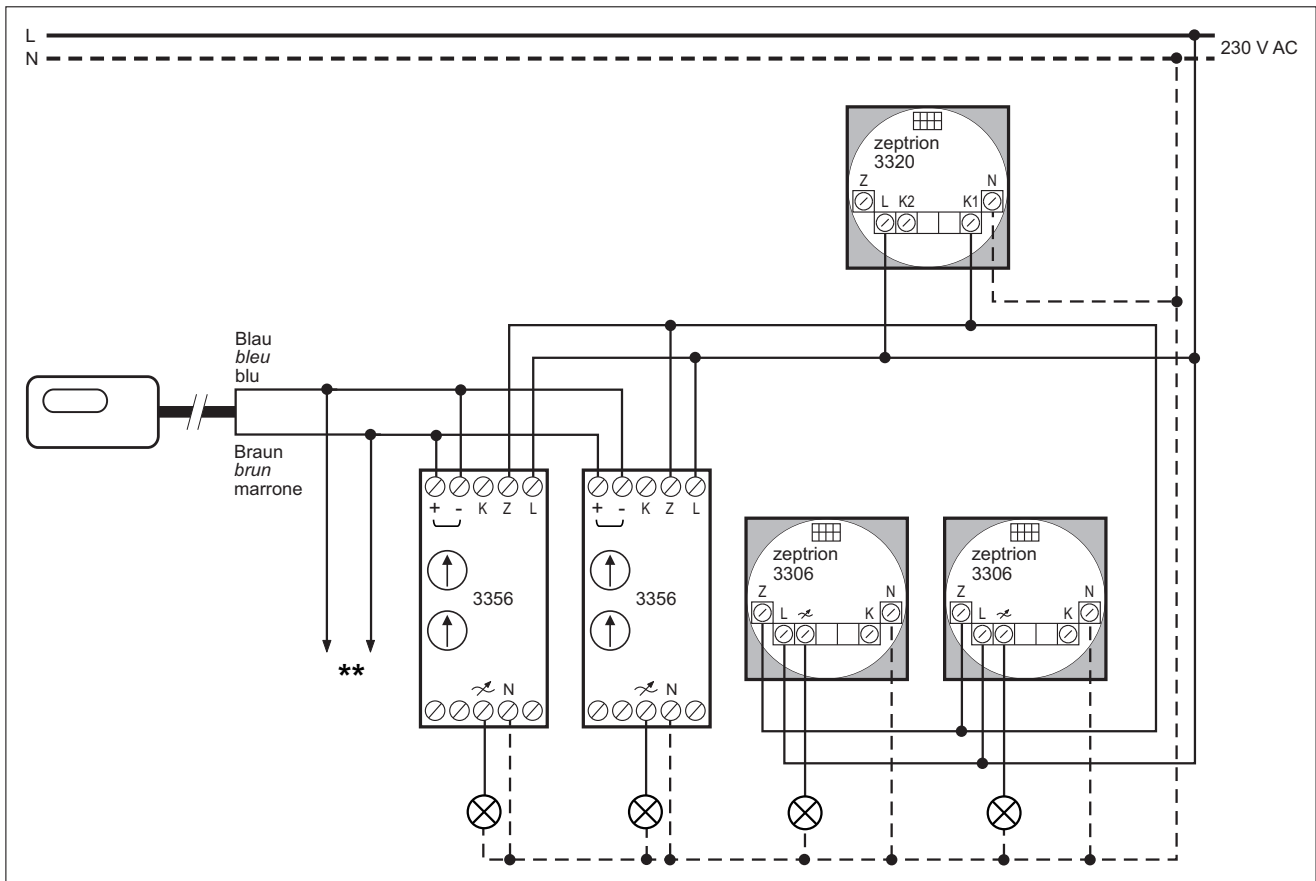 L
N
230 V AC
zeptrion
3320
Z
N
L K2 K1
Blau
bleu
blu
Braun
brun
marrone
+ - K Z L
3356
N
+ - K Z L
3356
N
zeptrion
3306
Z
N
L K
zeptrion
3306
Z
N
L K
**